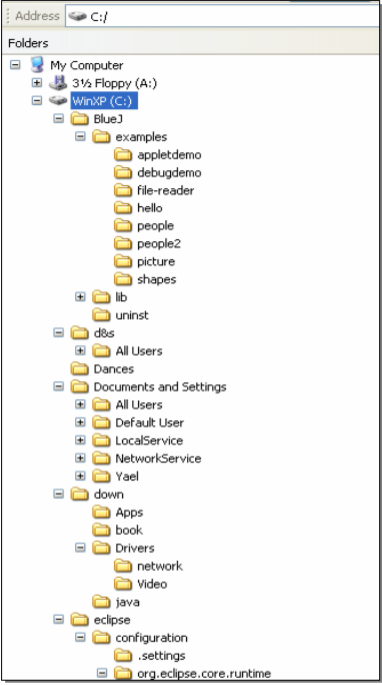 Address C:/
Folders
My Computer
3½ Floppy (A:)
WinXP (C:)
BlueJ
examples
appletdemo
debugdemo
file-reader
hello
people
people2
picture
shapes
lib
uninst
d&s
All Users
Dances
Documents and Settings
All Users
Default User
LocalService
NetworkService
Yael
down
Apps
book
Drivers
network
Video
java
eclipse
configuration
.settings
org.eclipse.core.runtime